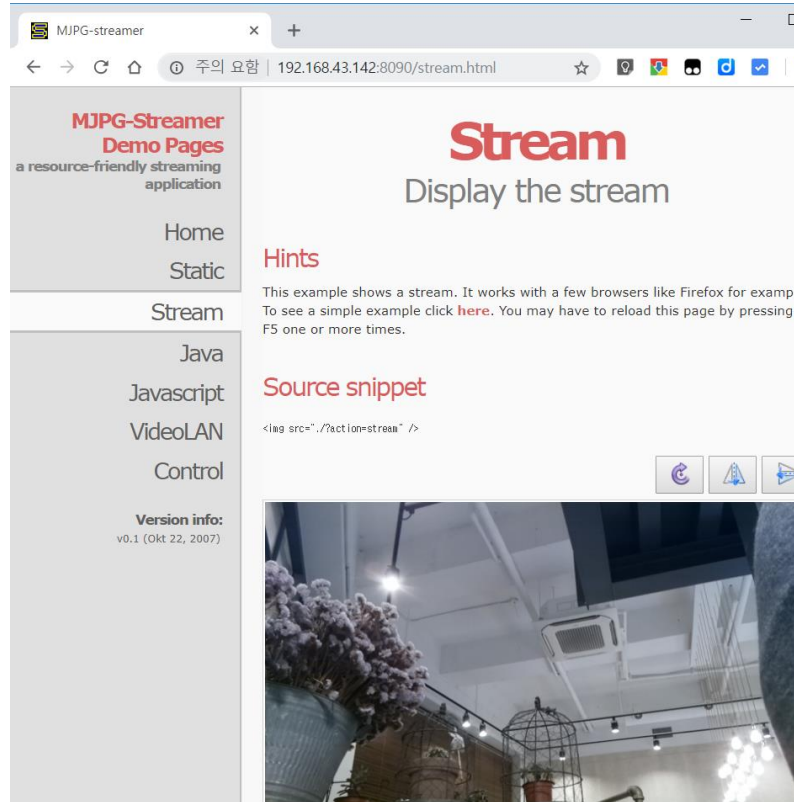 MJPG-streamer
주의 요함 | 192.168.43.142:8090/stream.html
MJPG-Streamer
Demo Pages
a resource-friendly streaming
application
Home
Static
Stream
Java
Javascript
VideoLAN
Control
Version info:
v0.1 (Okt 22, 2007)
Stream
Display the stream
Hints
This example shows a stream. It works with a few browsers like Firefox for examp
To see a simple example click here. You may have to reload this page by pressing
F5 one or more times.
Source snippet
<img src="./?action=stream" />